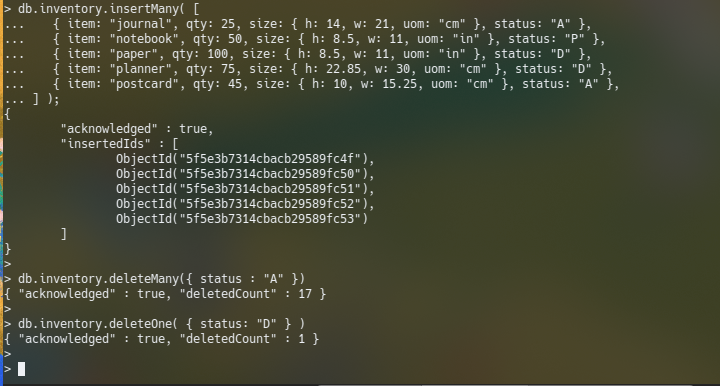 > db.inventory.insertMany( [
...    { item: "journal", qty: 25, size: { h: 14, w: 21, uom: "cm" }, status: "A" },
...    { item: "notebook", qty: 50, size: { h: 8.5, w: 11, uom: "in" }, status: "P" },
...    { item: "paper", qty: 100, size: { h: 8.5, w: 11, uom: "in" }, status: "D" },
...    { item: "planner", qty: 75, size: { h: 22.85, w: 30, uom: "cm" }, status: "D" },
...    { item: "postcard", qty: 45, size: { h: 10, w: 15.25, uom: "cm" }, status: "A" },
... ] );
{
        "acknowledged" : true,
        "insertedIds" : [
                ObjectId("5f5e3b7314cbacb29589fc4f"),
                ObjectId("5f5e3b7314cbacb29589fc50"),
                ObjectId("5f5e3b7314cbacb29589fc51"),
                ObjectId("5f5e3b7314cbacb29589fc52"),
                ObjectId("5f5e3b7314cbacb29589fc53")
        ]
}
>
> db.inventory.deleteMany({ status : "A" })
{ "acknowledged" : true, "deletedCount" : 17 }
>
> db.inventory.deleteOne( { status: "D" } )
{ "acknowledged" : true, "deletedCount" : 1 }
>
>